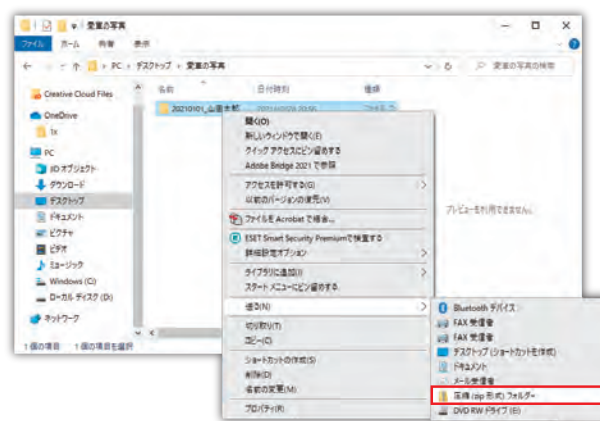 愛車の写真
ファイル ホーム 共有 表示
PC › デスクトップ › 愛車の写真
愛車の写真の検索
名前 日付時刻 種類
Creative Cloud Files
OneDrive
PC
3D オブジェクト
ダウンロード
デスクトップ
ドキュメント
ピクチャ
ビデオ
ミュージック
Windows (C:)
ローカル ディスク (D:)
ネットワーク
1 個の項目 1 個の項目を選択
プレビューを利用できません。
開く(O)
新しいウィンドウで開く(E)
クイック アクセスにピン留めする
Adobe Bridge 2021 で参照
アクセスを許可する(G)
以前のバージョンの復元(V)
ファイルを Acrobat で結合...
ESET Smart Security Premiumで検査する
詳細設定オプション
ライブラリに追加(I)
スタート メニューにピン留めする
送る(N)
切り取り(T)
コピー(C)
ショートカットの作成(S)
削除(D)
名前の変更(M)
プロパティ(R)
Bluetooth デバイス
FAX 受信者
FAX 受信者
デスクトップ (ショートカットを作成)
ドキュメント
メール受信者
圧縮 (zip 形式) フォルダー
DVD RW ドライブ (E:)